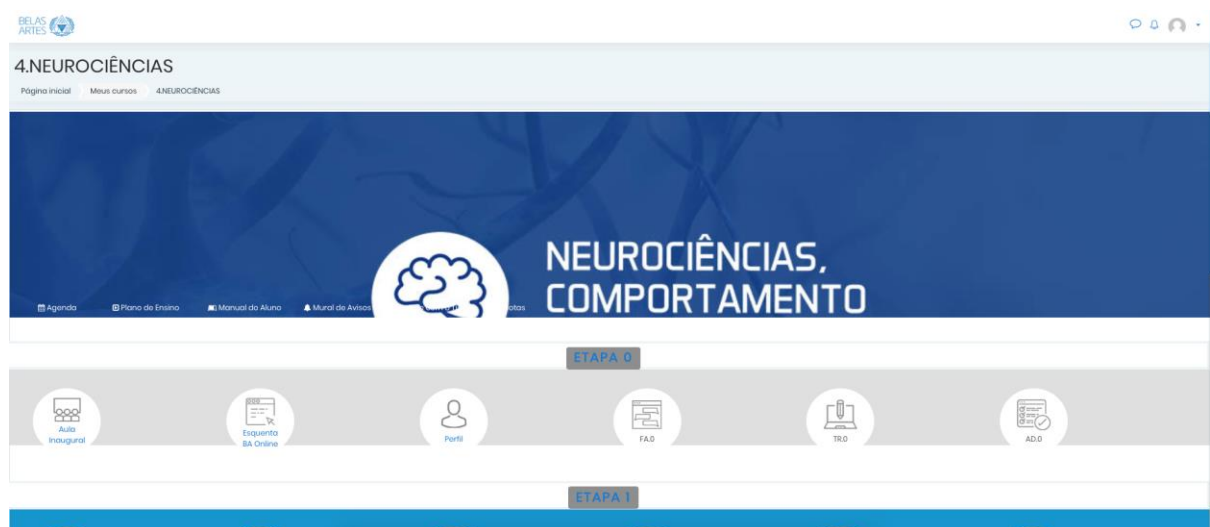 BELAS
ARTES
4.NEUROCIÊNCIAS
Página inicial Meus cursos 4.NEUROCIÊNCIAS
NEUROCIÊNCIAS,
COMPORTAMENTO
Agenda Plano de Ensino Manual do Aluno Mural de Avisos otas
ETAPA 0
Aula
Inaugural
Esquenta
BA Online
Perfil
FA.0
TR.0
AD.0
ETAPA 1